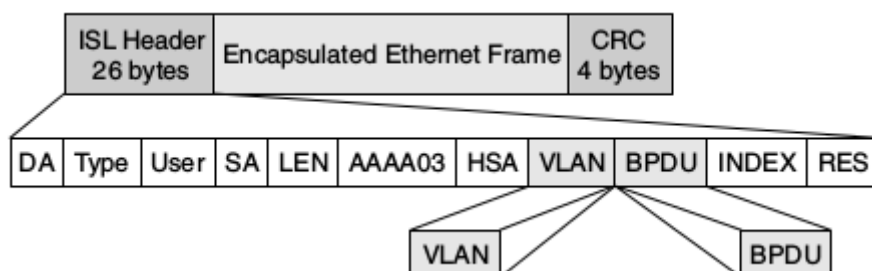 ISL Header
26 bytes
Encapsulated Ethernet Frame
CRC
4 bytes
DA Type User SA LEN AAAA03 HSA VLAN BPDU INDEX RES
VLAN BPDU